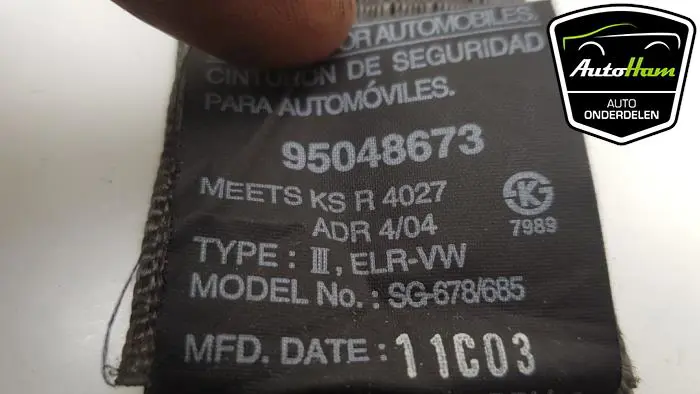 OR AUTOMOBILES.
CINTURÓN DE SEGURIDAD
PARA AUTOMÓVILES.
95048673
MEETS KS R 4027
ADR 4/04
7989
TYPE : III, ELR-VW
MODEL No.: SG-678/685
MFD. DATE : 11C03
AutoHam
AUTO
ONDERDELEN